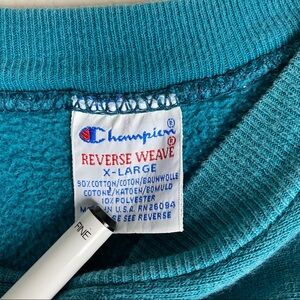 Champion®
REVERSE WEAVE®
X-LARGE
90% COTTON/COTON/BAUMWOLLE
COTONE/KATOEN/BOMULD
10% POLYESTER
MADE IN U.S.A. RN 26094
SEE REVERSE
FINE